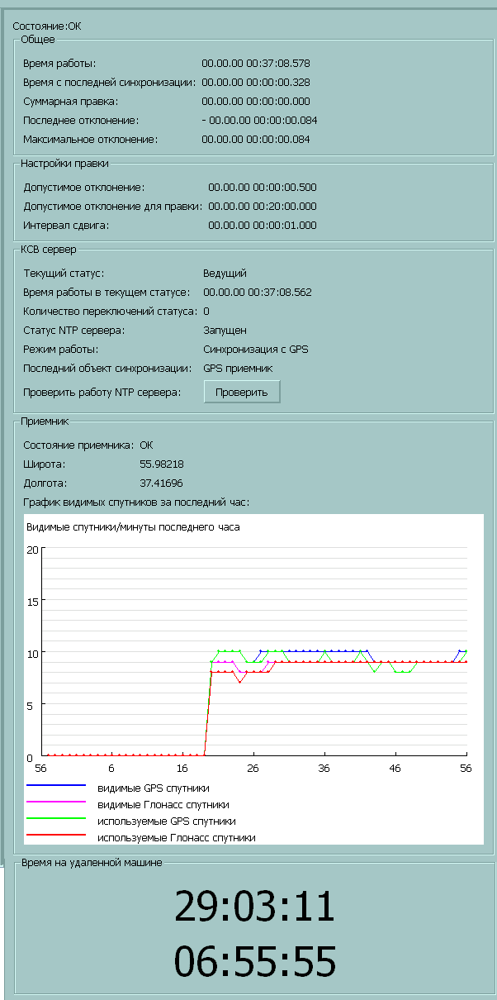 Состояние:ОК
Общее
Время работы: 00.00.00 00:37:08.578
Время с последней синхронизации: 00.00.00 00:00:00.328
Суммарная правка: 00.00.00 00:00:00.000
Последнее отклонение: - 00.00.00 00:00:00.084
Максимальное отклонение: 00.00.00 00:00:00.084
Настройки правки
Допустимое отклонение: 00.00.00 00:00:00.500
Допустимое отклонение для правки: 00.00.00 00:20:00.000
Интервал сдвига: 00.00.00 00:00:01.000
КСВ сервер
Текущий статус: Ведущий
Время работы в текущем статусе: 00.00.00 00:37:08.562
Количество переключений статуса: 0
Статус NTP сервера: Запущен
Режим работы: Синхронизация с GPS
Последний объект синхронизации: GPS приемник
Проверить работу NTP сервера: Проверить
Приемник
Состояние приемника: ОК
Широта: 55.98218
Долгота: 37.41696
График видимых спутников за последний час:
Видимые спутники/минуты последнего часа
20
15
10
5
0
56 6 16 26 36 46 56
видимые GPS спутники
видимые Глонасс спутники
используемые GPS спутники
используемые Глонасс спутники
Время на удаленной машине
29:03:11
06:55:55